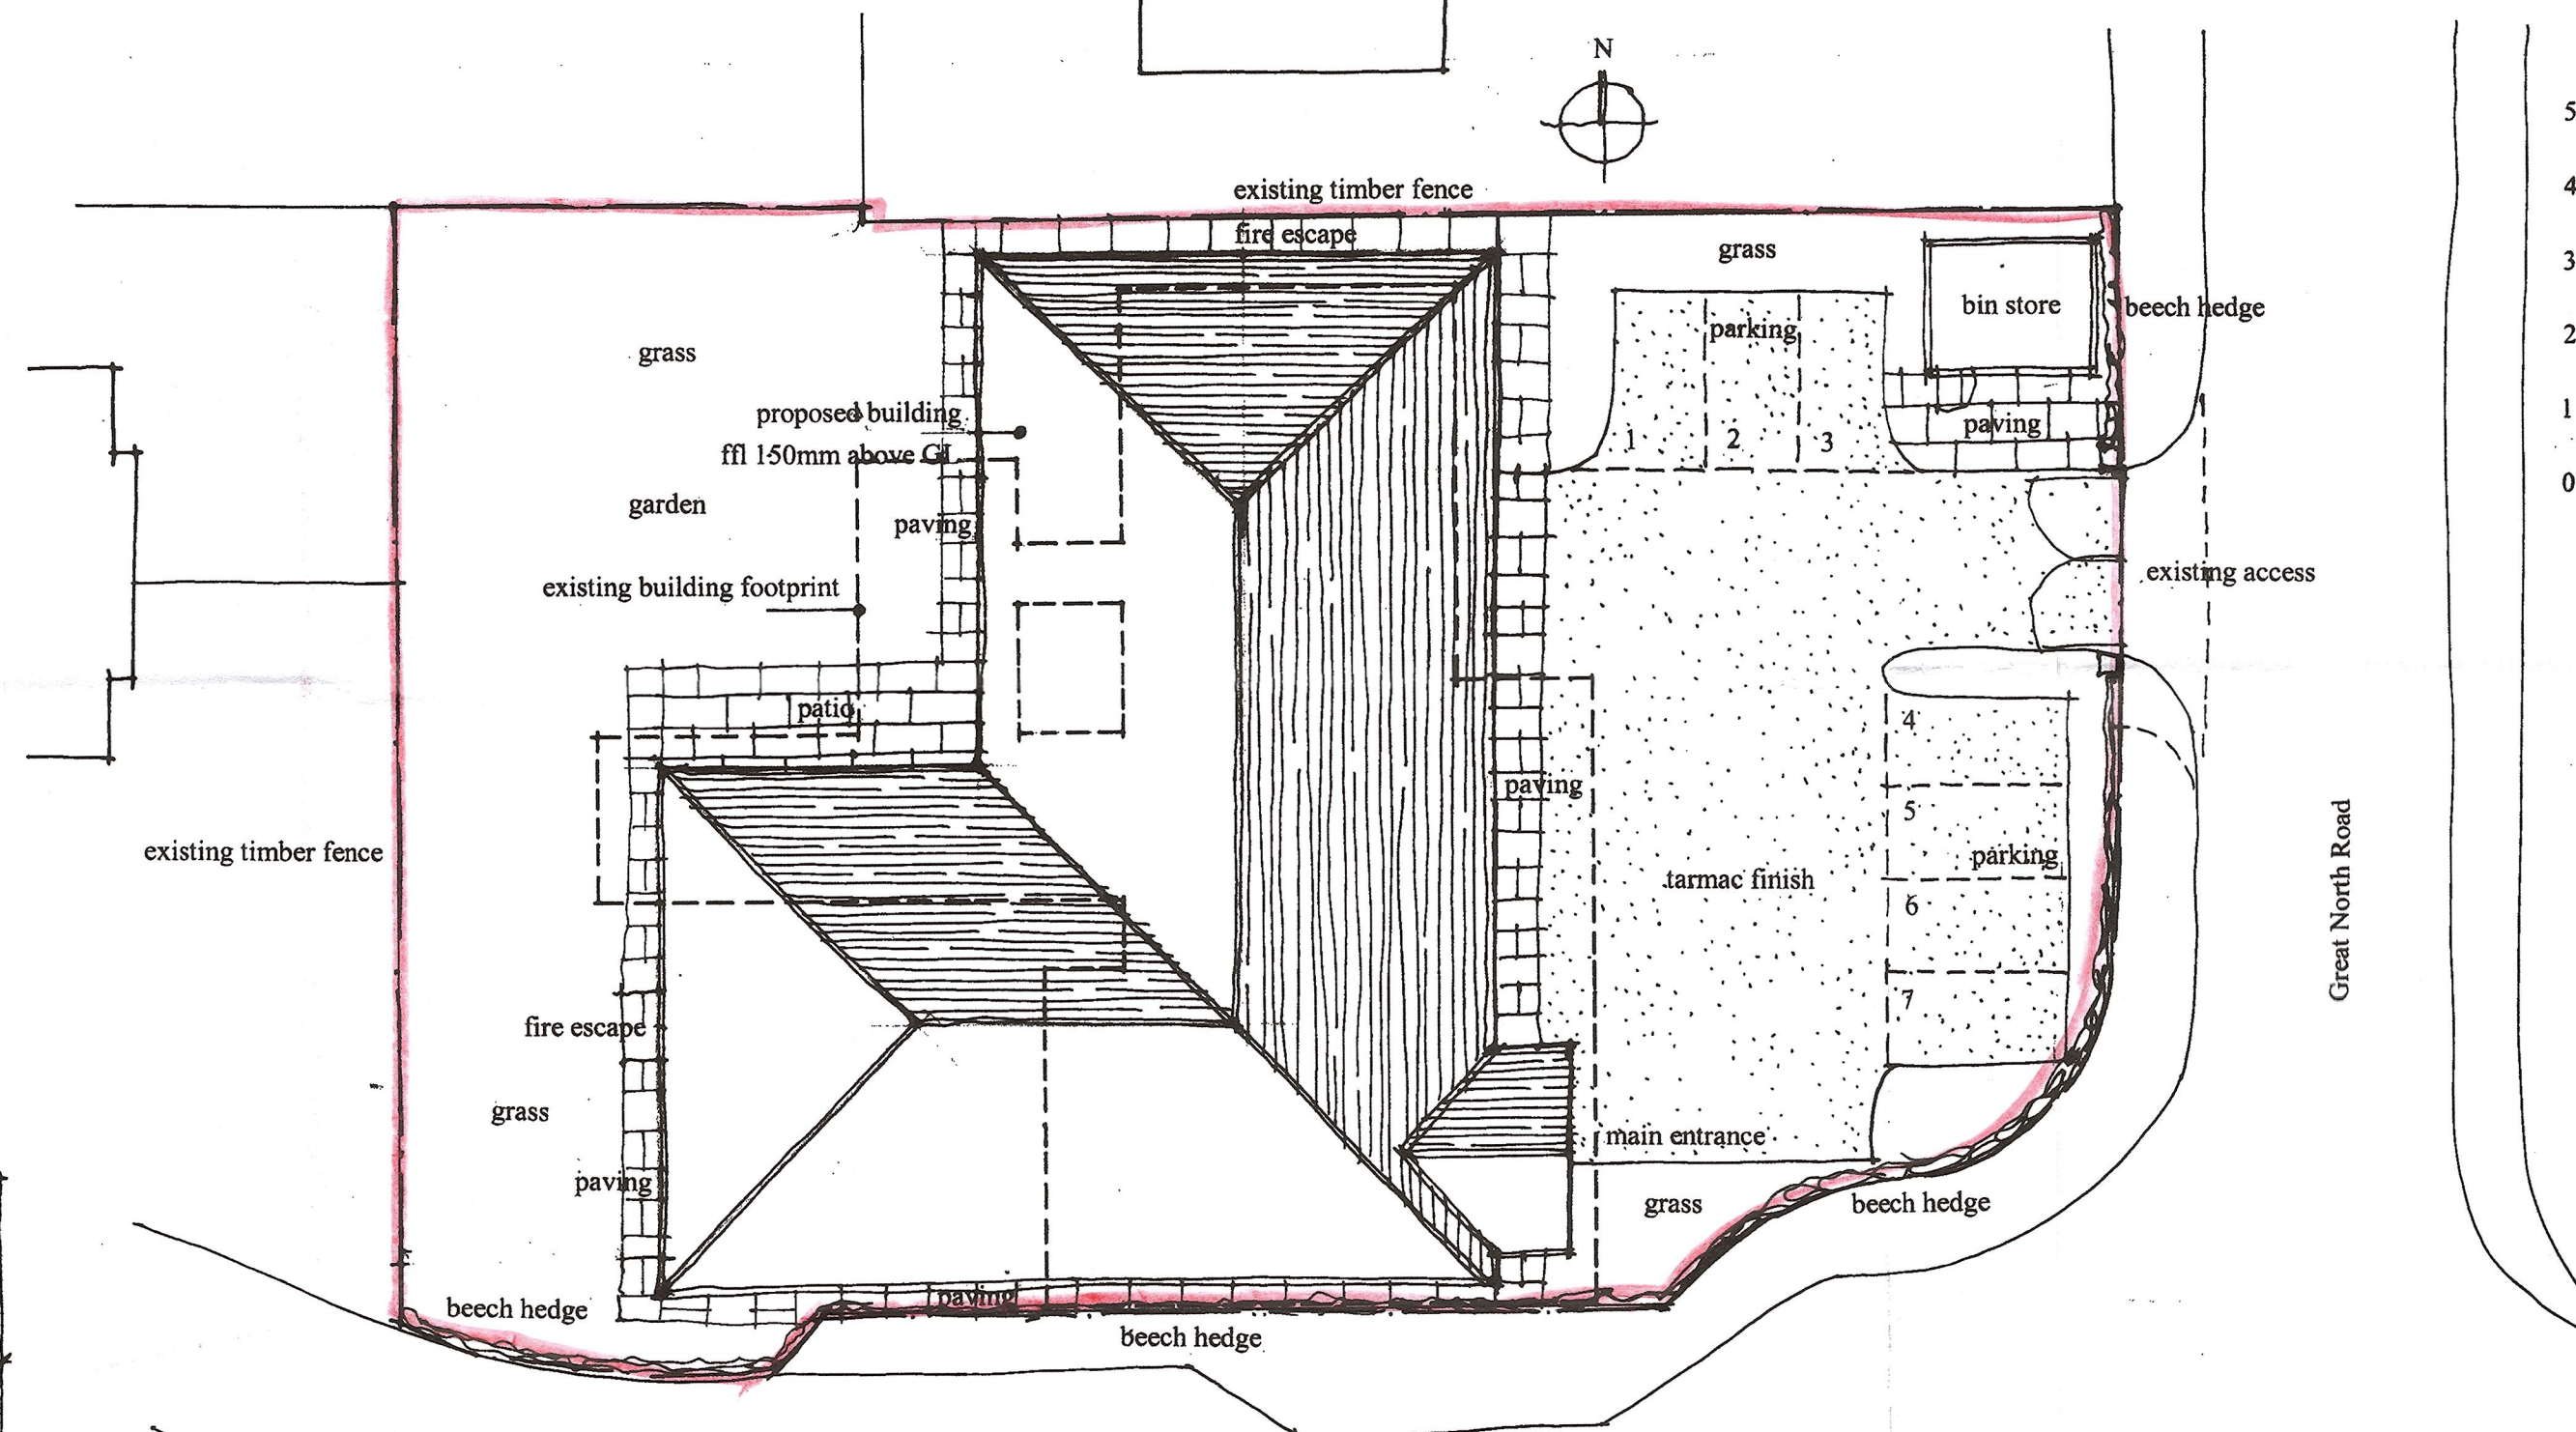 N
5
existing timber fence
4
fire escape
grass
3
bin store
beech hedge
parking
2
grass
1
proposed building
paving
1
2
3
ffl 150mm above GL
0
garden
paving
existing access
existing building footprint
patio
4
paving
5
existing timber fence
parking
tarmac finish
6
Great North Road
7
fire escape
grass
main entrance
paving
grass
beech hedge
beech hedge
paving
beech hedge